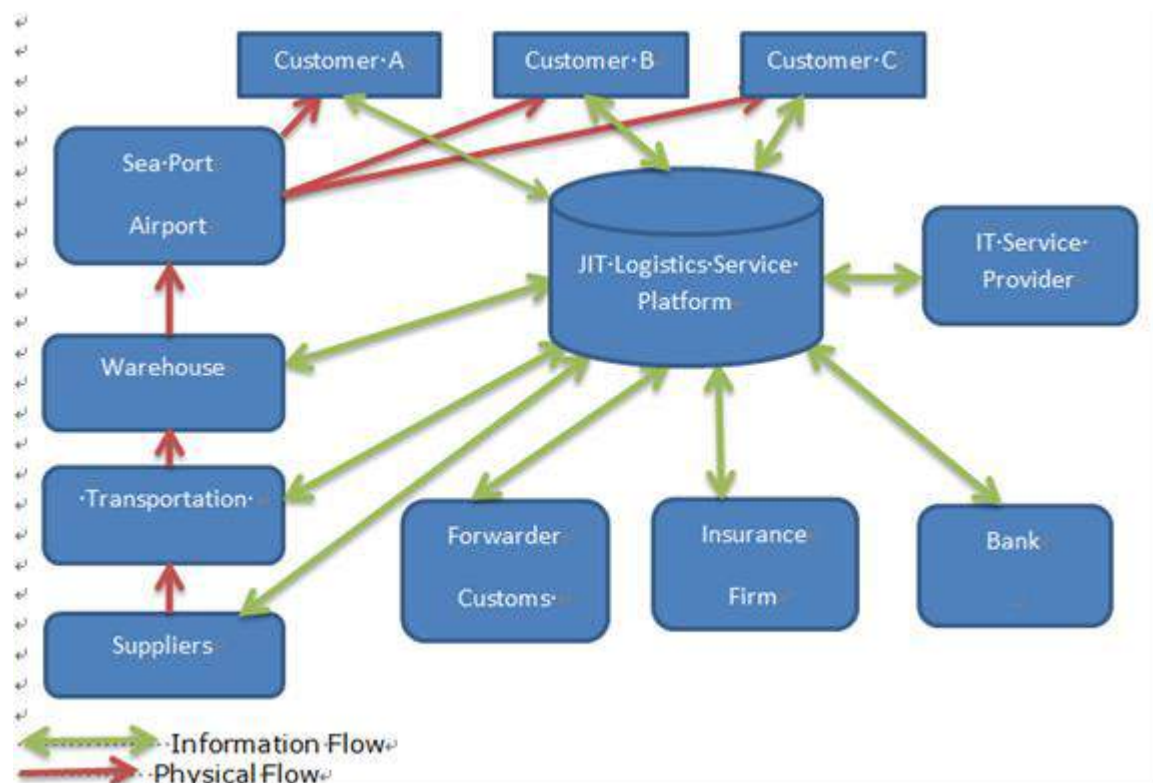 Customer·A
Customer·B
Customer·C
Sea·Port
Airport
JIT·Logistics·Service·
Platform
IT·Service·
Provider
Warehouse
·Transportation·
Suppliers
Forwarder
Customs·
Insurance
Firm
Bank
Information·Flow
Physical·Flow